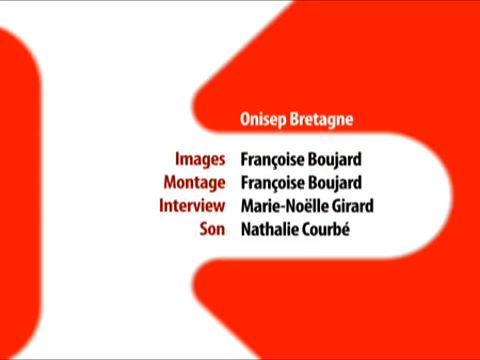 Onisep Bretagne
Images Françoise Boujard
Montage Françoise Boujard
Interview Marie-Noëlle Girard
Son Nathalie Courbé